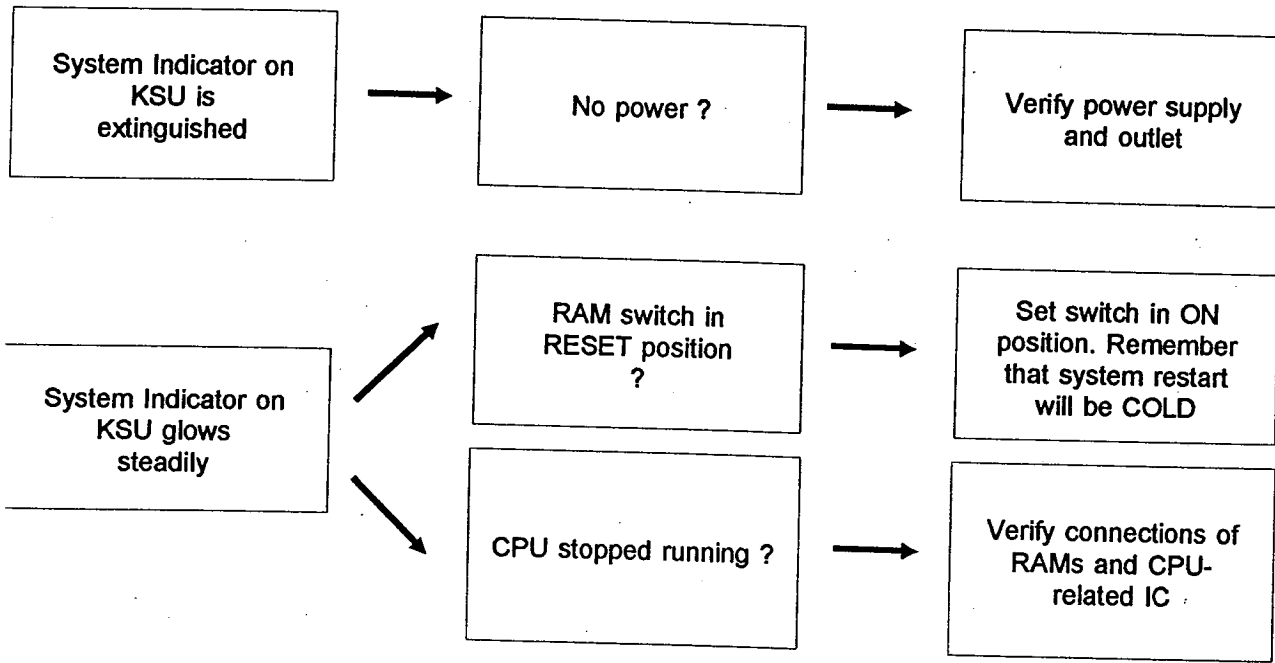 System Indicator on
KSU is
extinguished
No power ?
Verify power supply
and outlet
System Indicator on
KSU glows
steadily
RAM switch in
RESET position
?
Set switch in ON
position. Remember
that system restart
will be COLD
CPU stopped running ?
Verify connections of
RAMs and CPU-
related IC